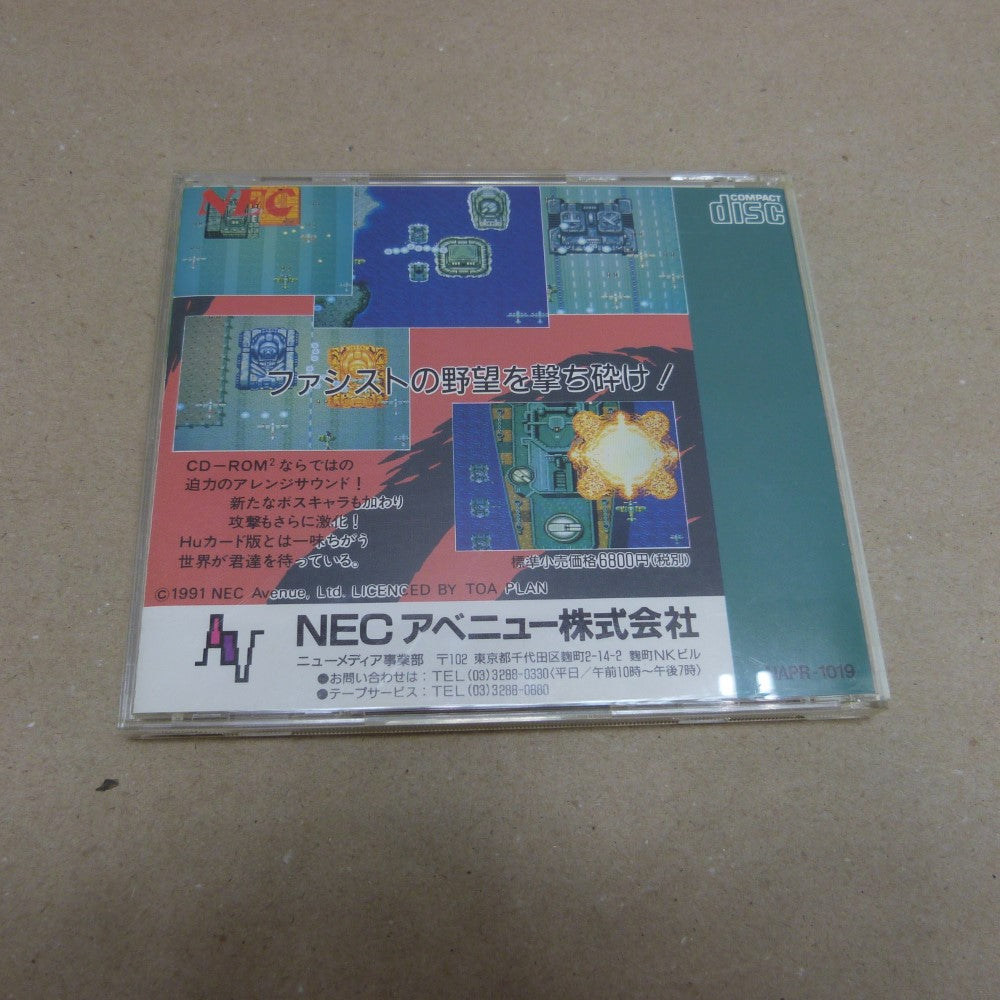 NEC
COMPACT
disc
ファシストの野望を撃ち砕け!
CD-ROM²ならではの
迫力のアレンジサウンド!
新たなボスキャラも加わり
攻撃もさらに激化!
Huカード版とは一味ちがう
世界が君達を待っている。
標準小売価格6800円(税別)
©1991 NEC Avenue, Ltd. LICENCED BY TOA PLAN
NECアベニュー株式会社
ニューメディア事業部 〒102 東京都千代田区麹町2-14-2 麹町NKビル
●お問い合わせは:TEL(03)3288-0330〈平日/午前10時〜午後7時〉
●テープサービス:TEL(03)3288-0880
NAPR-1019